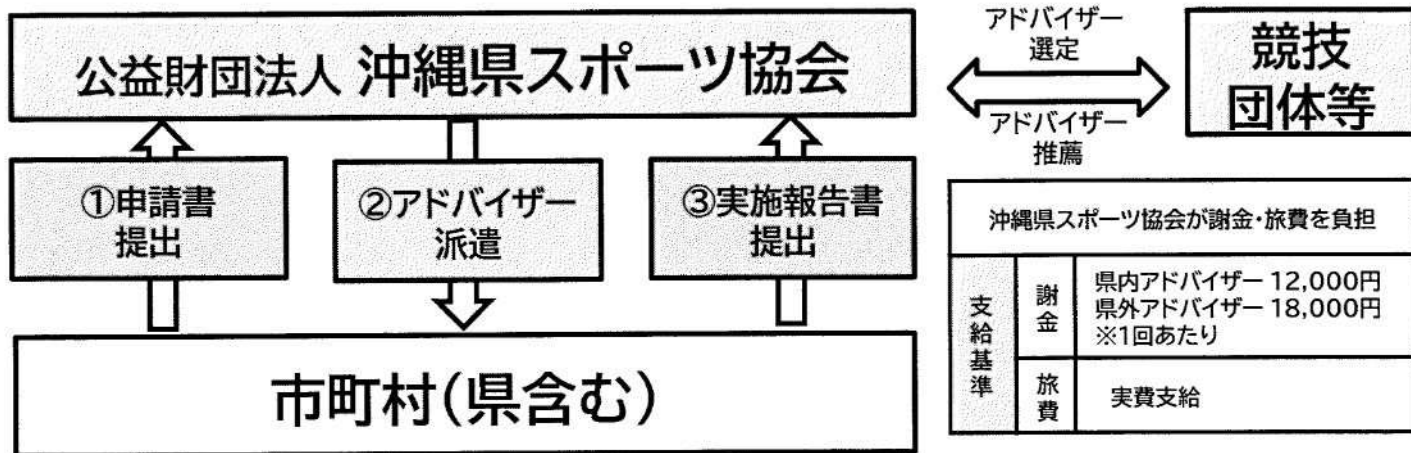 公益財団法人 沖縄県スポーツ協会
アドバイザー
選定
アドバイザー
推薦
競技
団体等
①申請書
提出
②アドバイザー
派遣
③実施報告書
提出
市町村(県含む)
沖縄県スポーツ協会が謝金・旅費を負担
支給基準
謝金
県内アドバイザー 12,000円
県外アドバイザー 18,000円
※1回あたり
旅費
実費支給